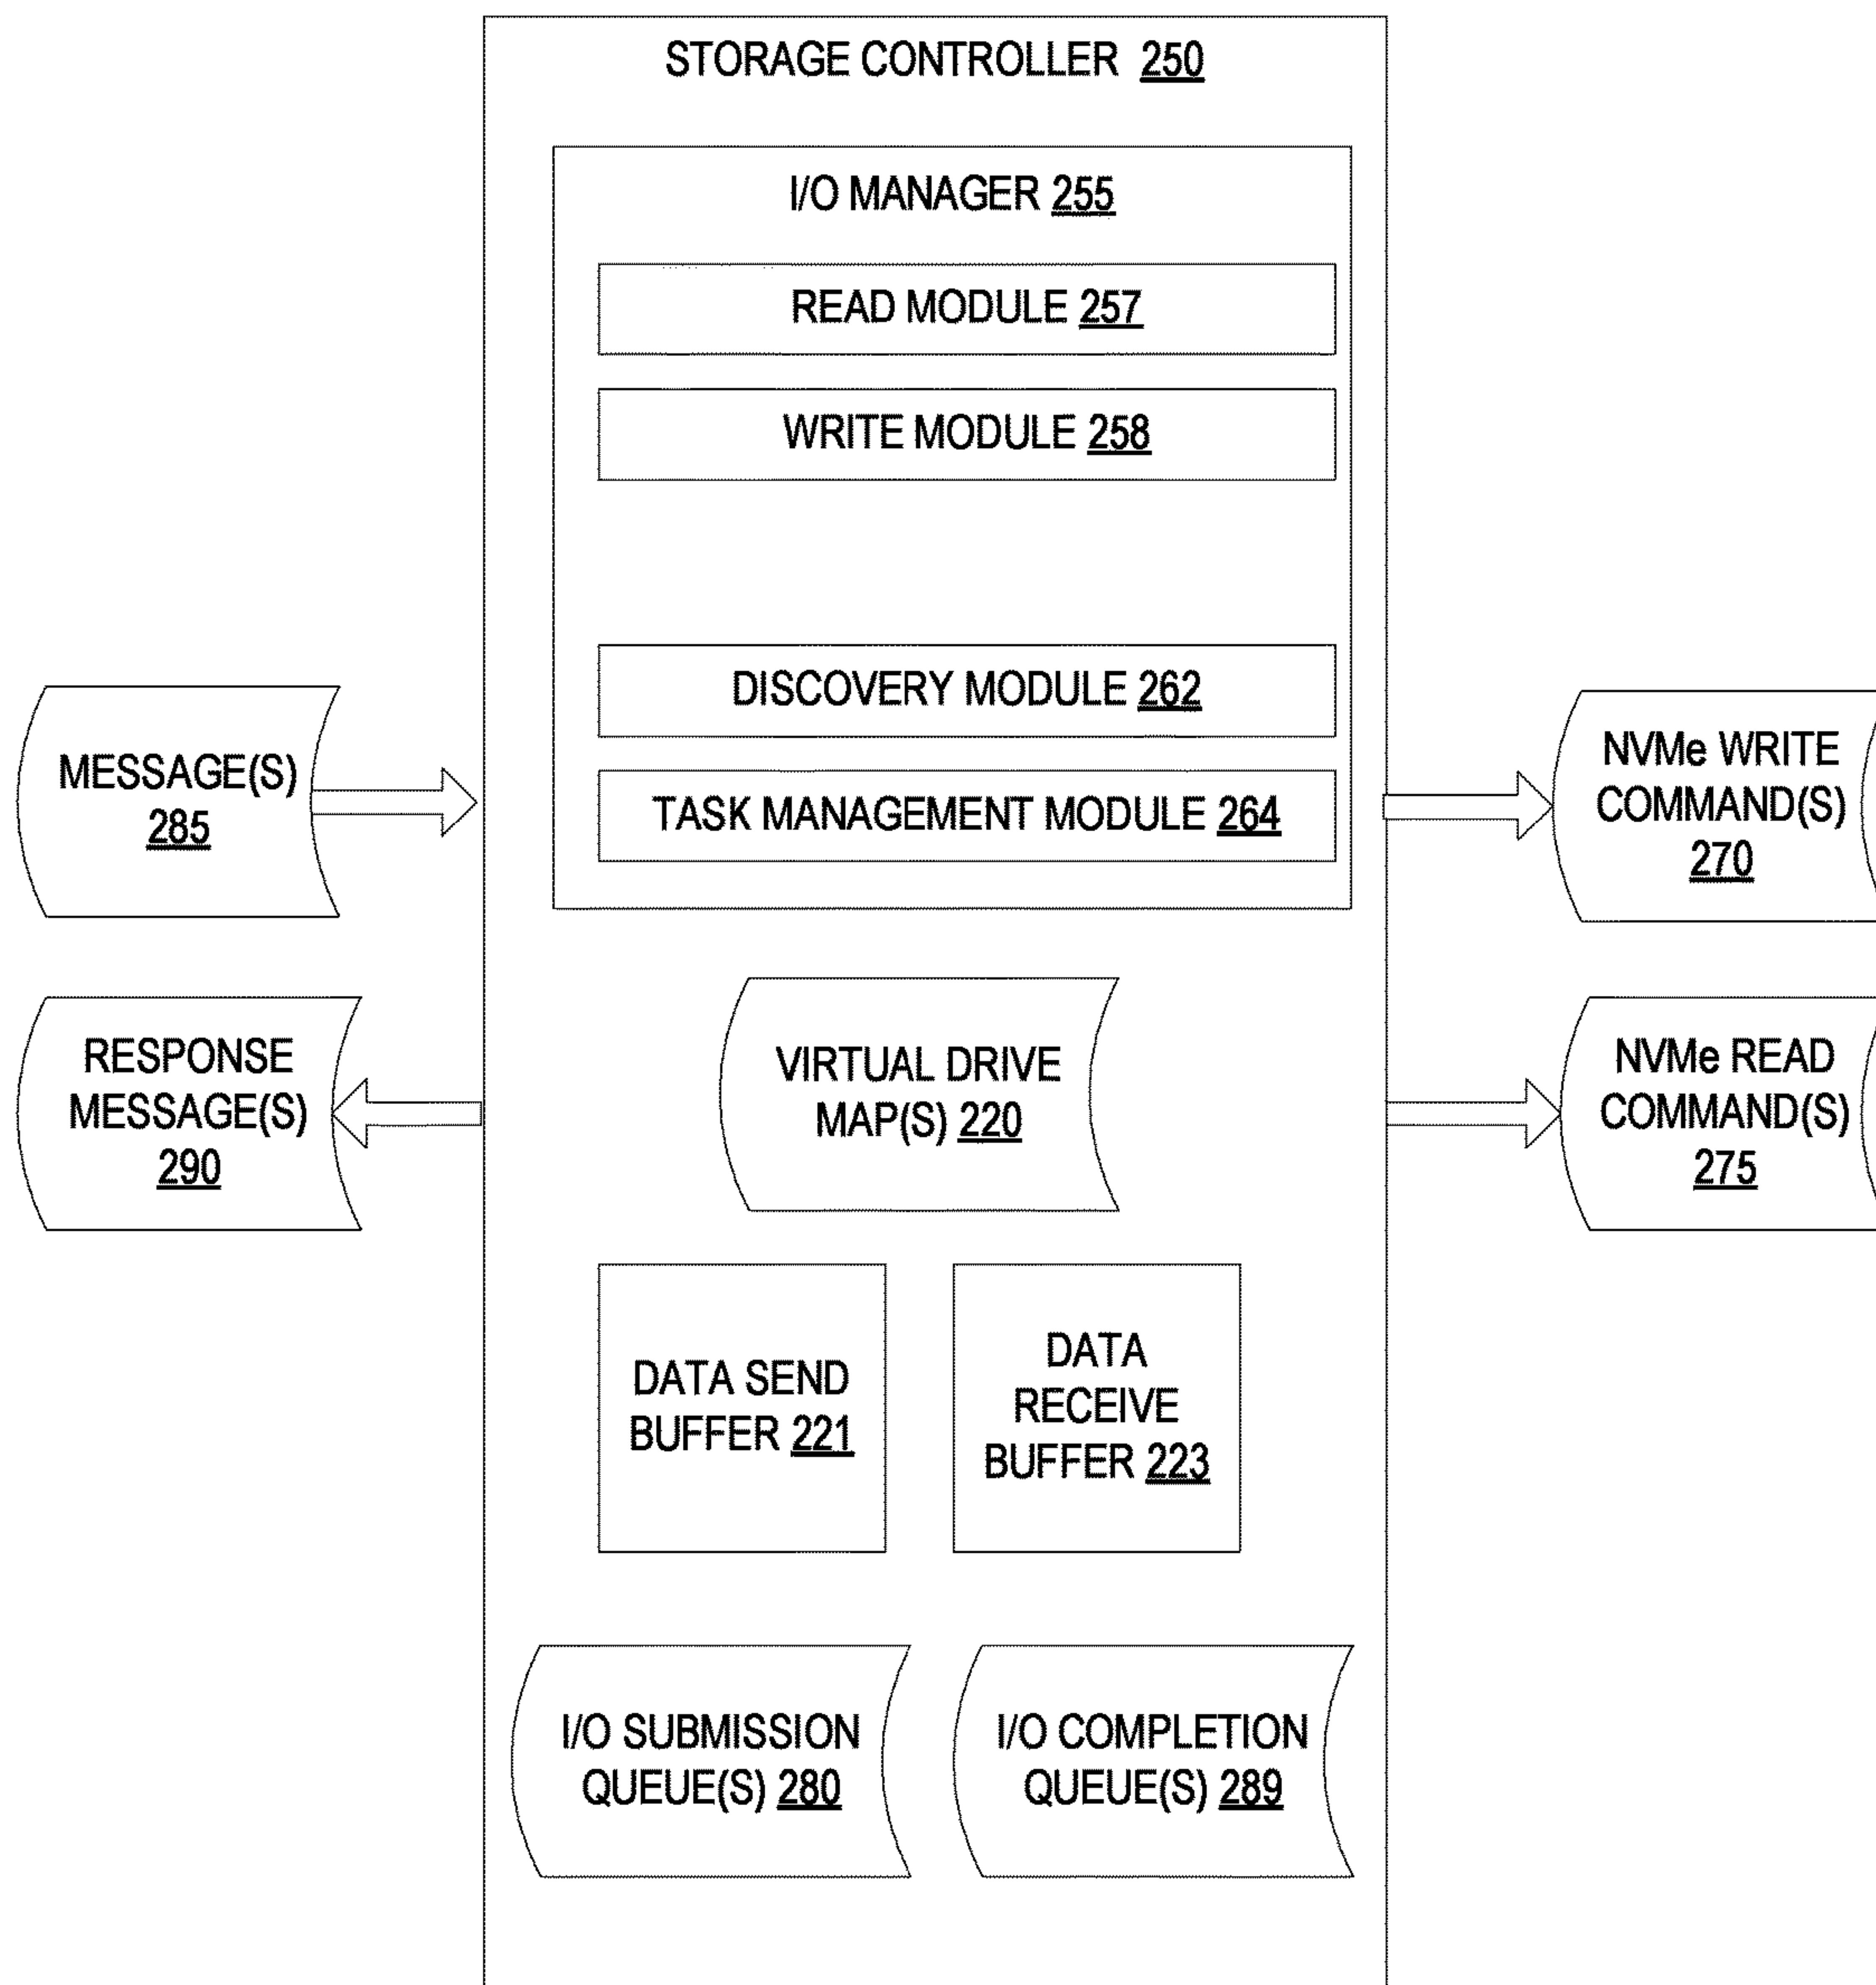 STORAGE CONTROLLER 250
I/O MANAGER 255
READ MODULE 257
WRITE MODULE 258
DISCOVERY MODULE 262
TASK MANAGEMENT MODULE 264
MESSAGE(S)
285
NVMe WRITE
COMMAND(S)
270
RESPONSE
MESSAGE(S)
290
VIRTUAL DRIVE
MAP(S) 220
NVMe READ
COMMAND(S)
275
DATA SEND
BUFFER 221
DATA
RECEIVE
BUFFER 223
I/O SUBMISSION
QUEUE(S) 280
I/O COMPLETION
QUEUE(S) 289